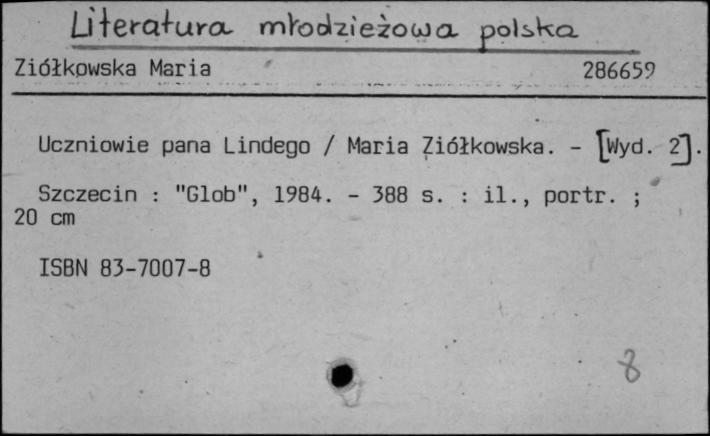 Literatura młodzieżowa polska
Ziółkowska Maria 286659
Uczniowie pana Lindego / Maria Ziółkowska. - [Wyd. 2].
Szczecin : "Glob", 1984. - 388 s. : il., portr. ;
20 cm
ISBN 83-7007-8
8